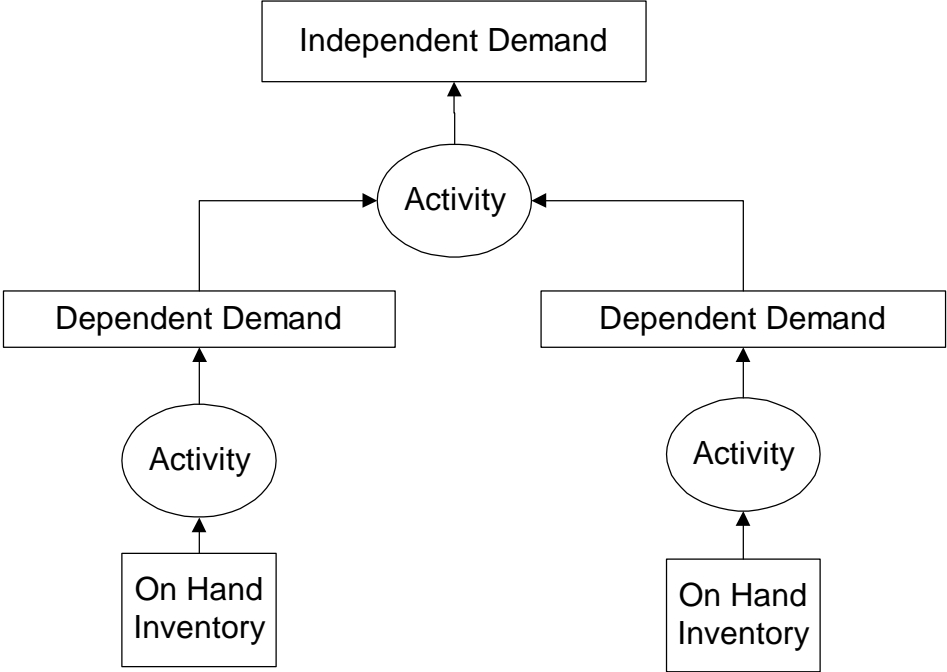 Independent Demand
Activity
Dependent Demand
Dependent Demand
Activity
Activity
On Hand
Inventory
On Hand
Inventory